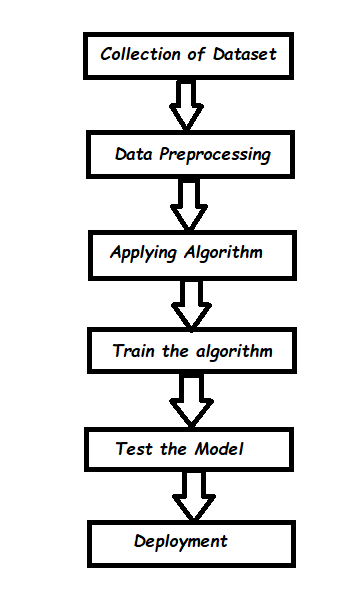 Collection of Dataset
Data Preprocessing
Applying Algorithm
Train the algorithm
Test the Model
Deployment